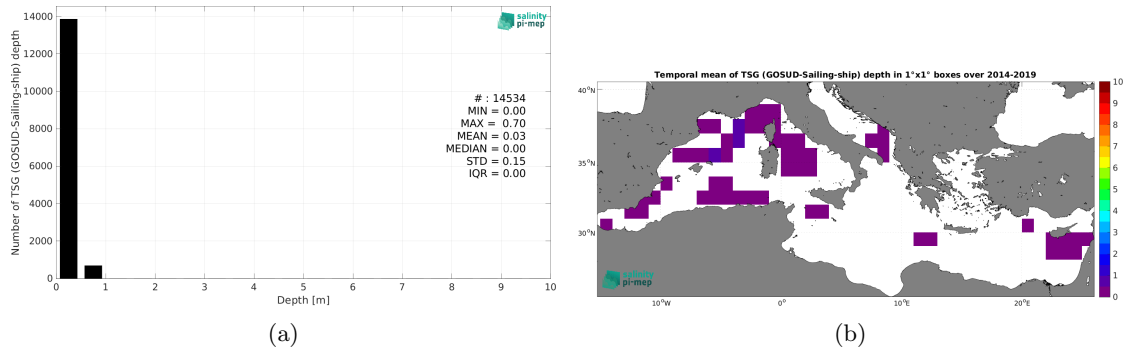 14000
12000
10000
8000
6000
4000
2000
0
Number of TSG (GOSUD-Sailing-ship) depth
salinity
pi-mep
# : 14534
MIN = 0.00
MAX = 0.70
MEAN = 0.03
MEDIAN = 0.00
STD = 0.15
IQR = 0.00
0 1 2 3 4 5 6 7 8 9 10
Depth [m]
(a)
Temporal mean of TSG (GOSUD-Sailing-ship) depth in 1°x1° boxes over 2014-2019
40°N
35°N
30°N
10°W
0°
10°E
20°E
salinity
pi-mep
10
9
8
7
6
5
4
3
2
1
0
(b)